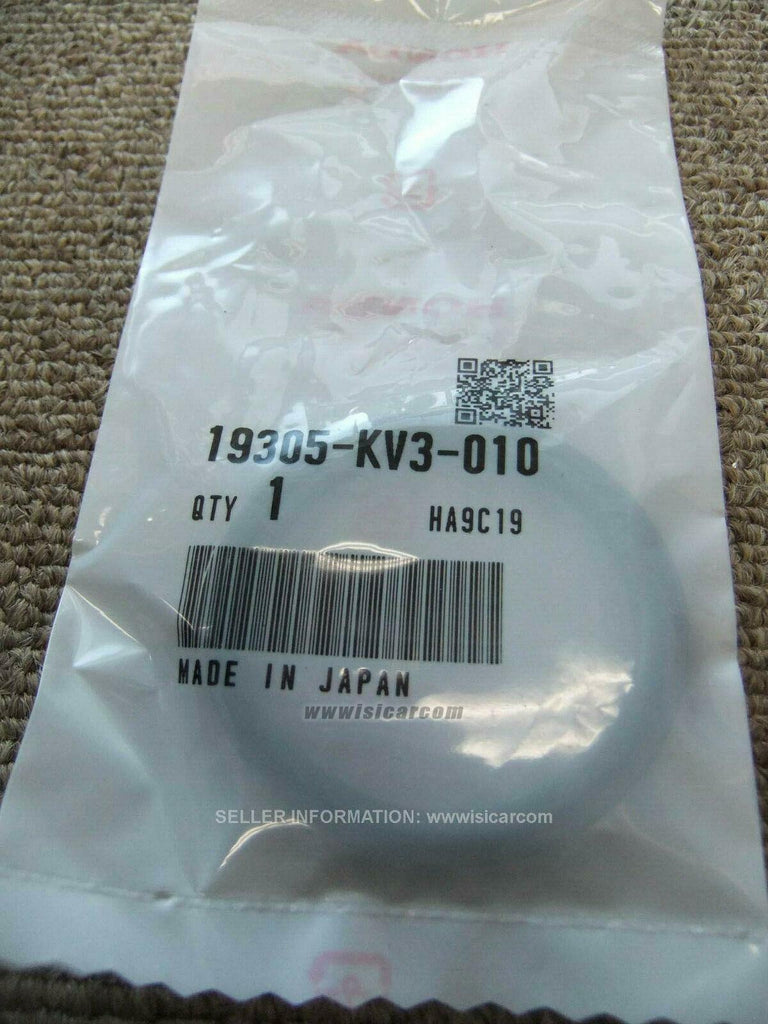 19305-KV3-010
QTY 1 HA9C19
MADE IN JAPAN
wwwisicarcom
SELLER INFORMATION: wwwisicarcom